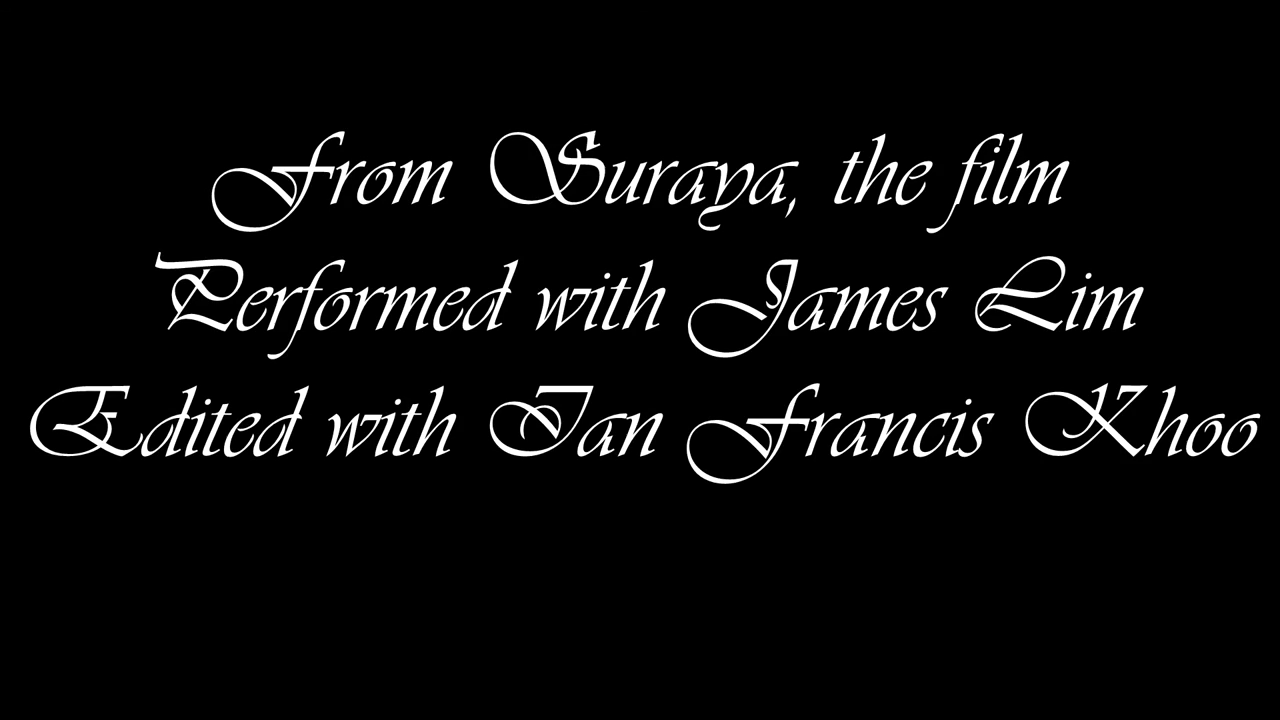 From Suraya, the film
Performed with James Lim
Edited with Ian Francis Khoo